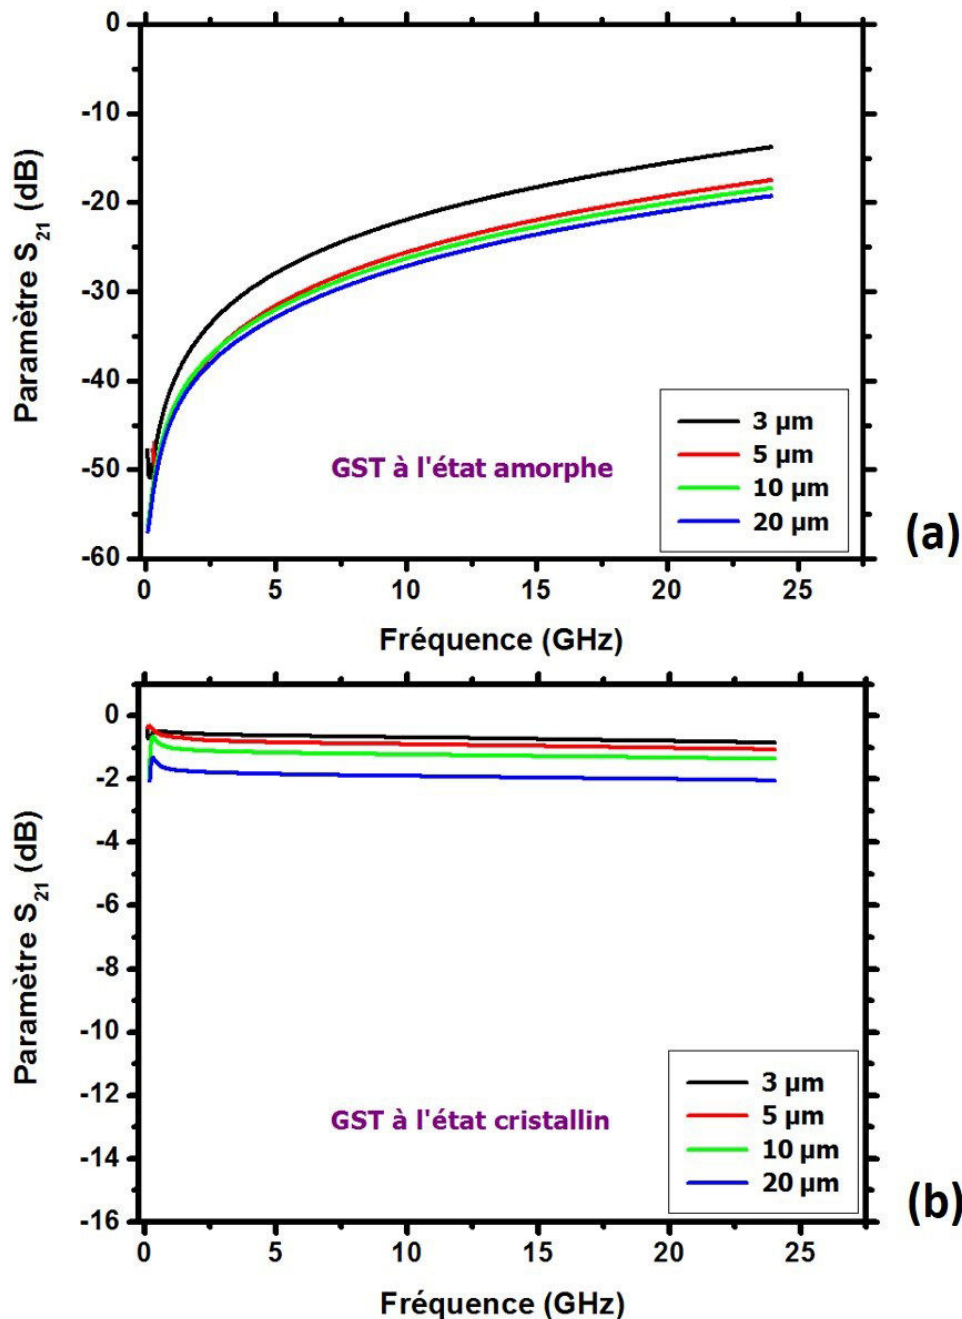 0
-10
-20
-30
-40
-50
-60
Paramètre S21 (dB)
GST à l'état amorphe
3 µm
5 µm
10 µm
20 µm
(a)
0 5 10 15 20 25
Fréquence (GHz)
0
-2
-4
-6
-8
-10
-12
-14
-16
Paramètre S21 (dB)
GST à l'état cristallin
3 µm
5 µm
10 µm
20 µm
(b)
0 5 10 15 20 25
Fréquence (GHz)